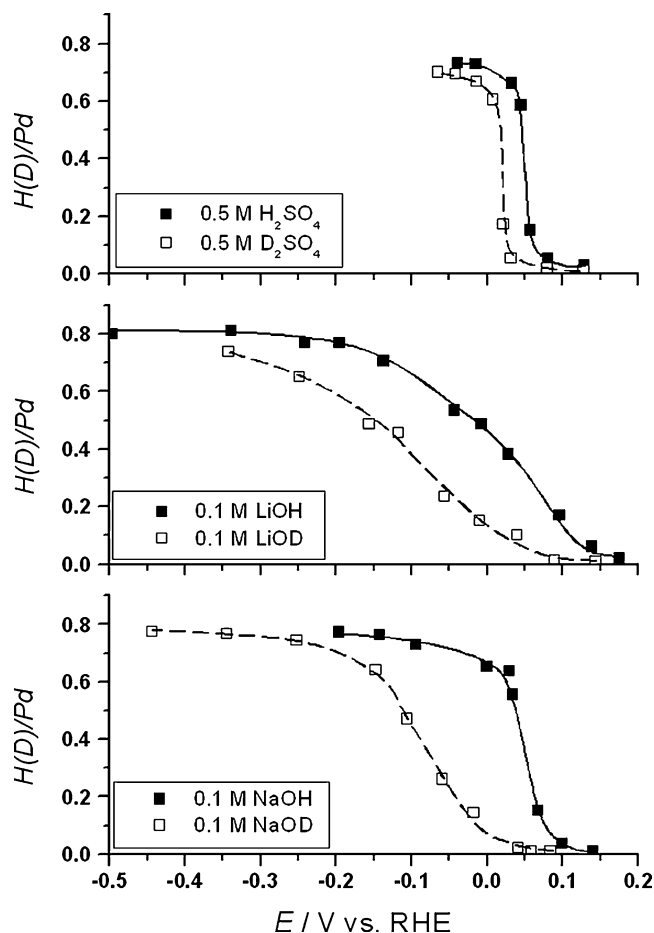 0.8
0.6
H(D)/Pd
0.4
0.2
0.0
0.5 M H₂SO₄
0.5 M D₂SO₄
0.8
0.6
H(D)/Pd
0.4
0.2
0.0
0.1 M LiOH
0.1 M LiOD
0.8
0.6
H(D)/Pd
0.4
0.2
0.0
0.1 M NaOH
0.1 M NaOD
-0.5 -0.4 -0.3 -0.2 -0.1 0.0 0.1 0.2
E / V vs. RHE